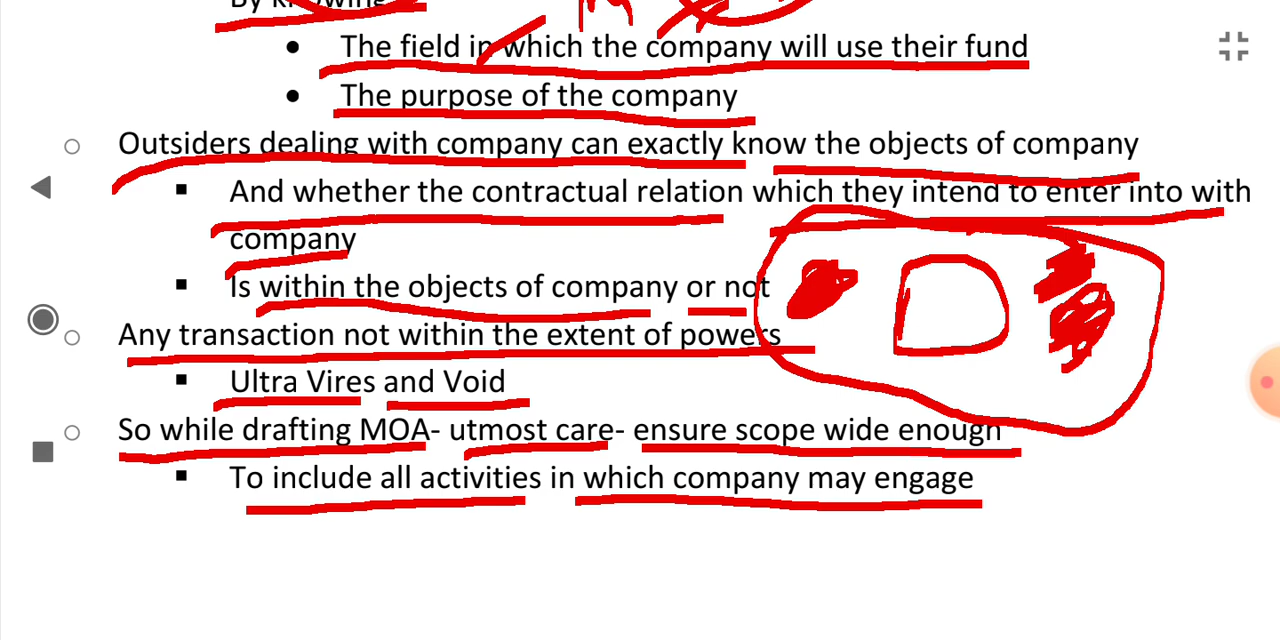 By knowing
The field in which the company will use their fund
The purpose of the company
Outsiders dealing with company can exactly know the objects of company
And whether the contractual relation which they intend to enter into with
company
Is within the objects of company or not
Any transaction not within the extent of powers
Ultra Vires and Void
So while drafting MOA- utmost care- ensure scope wide enough
To include all activities in which company may engage